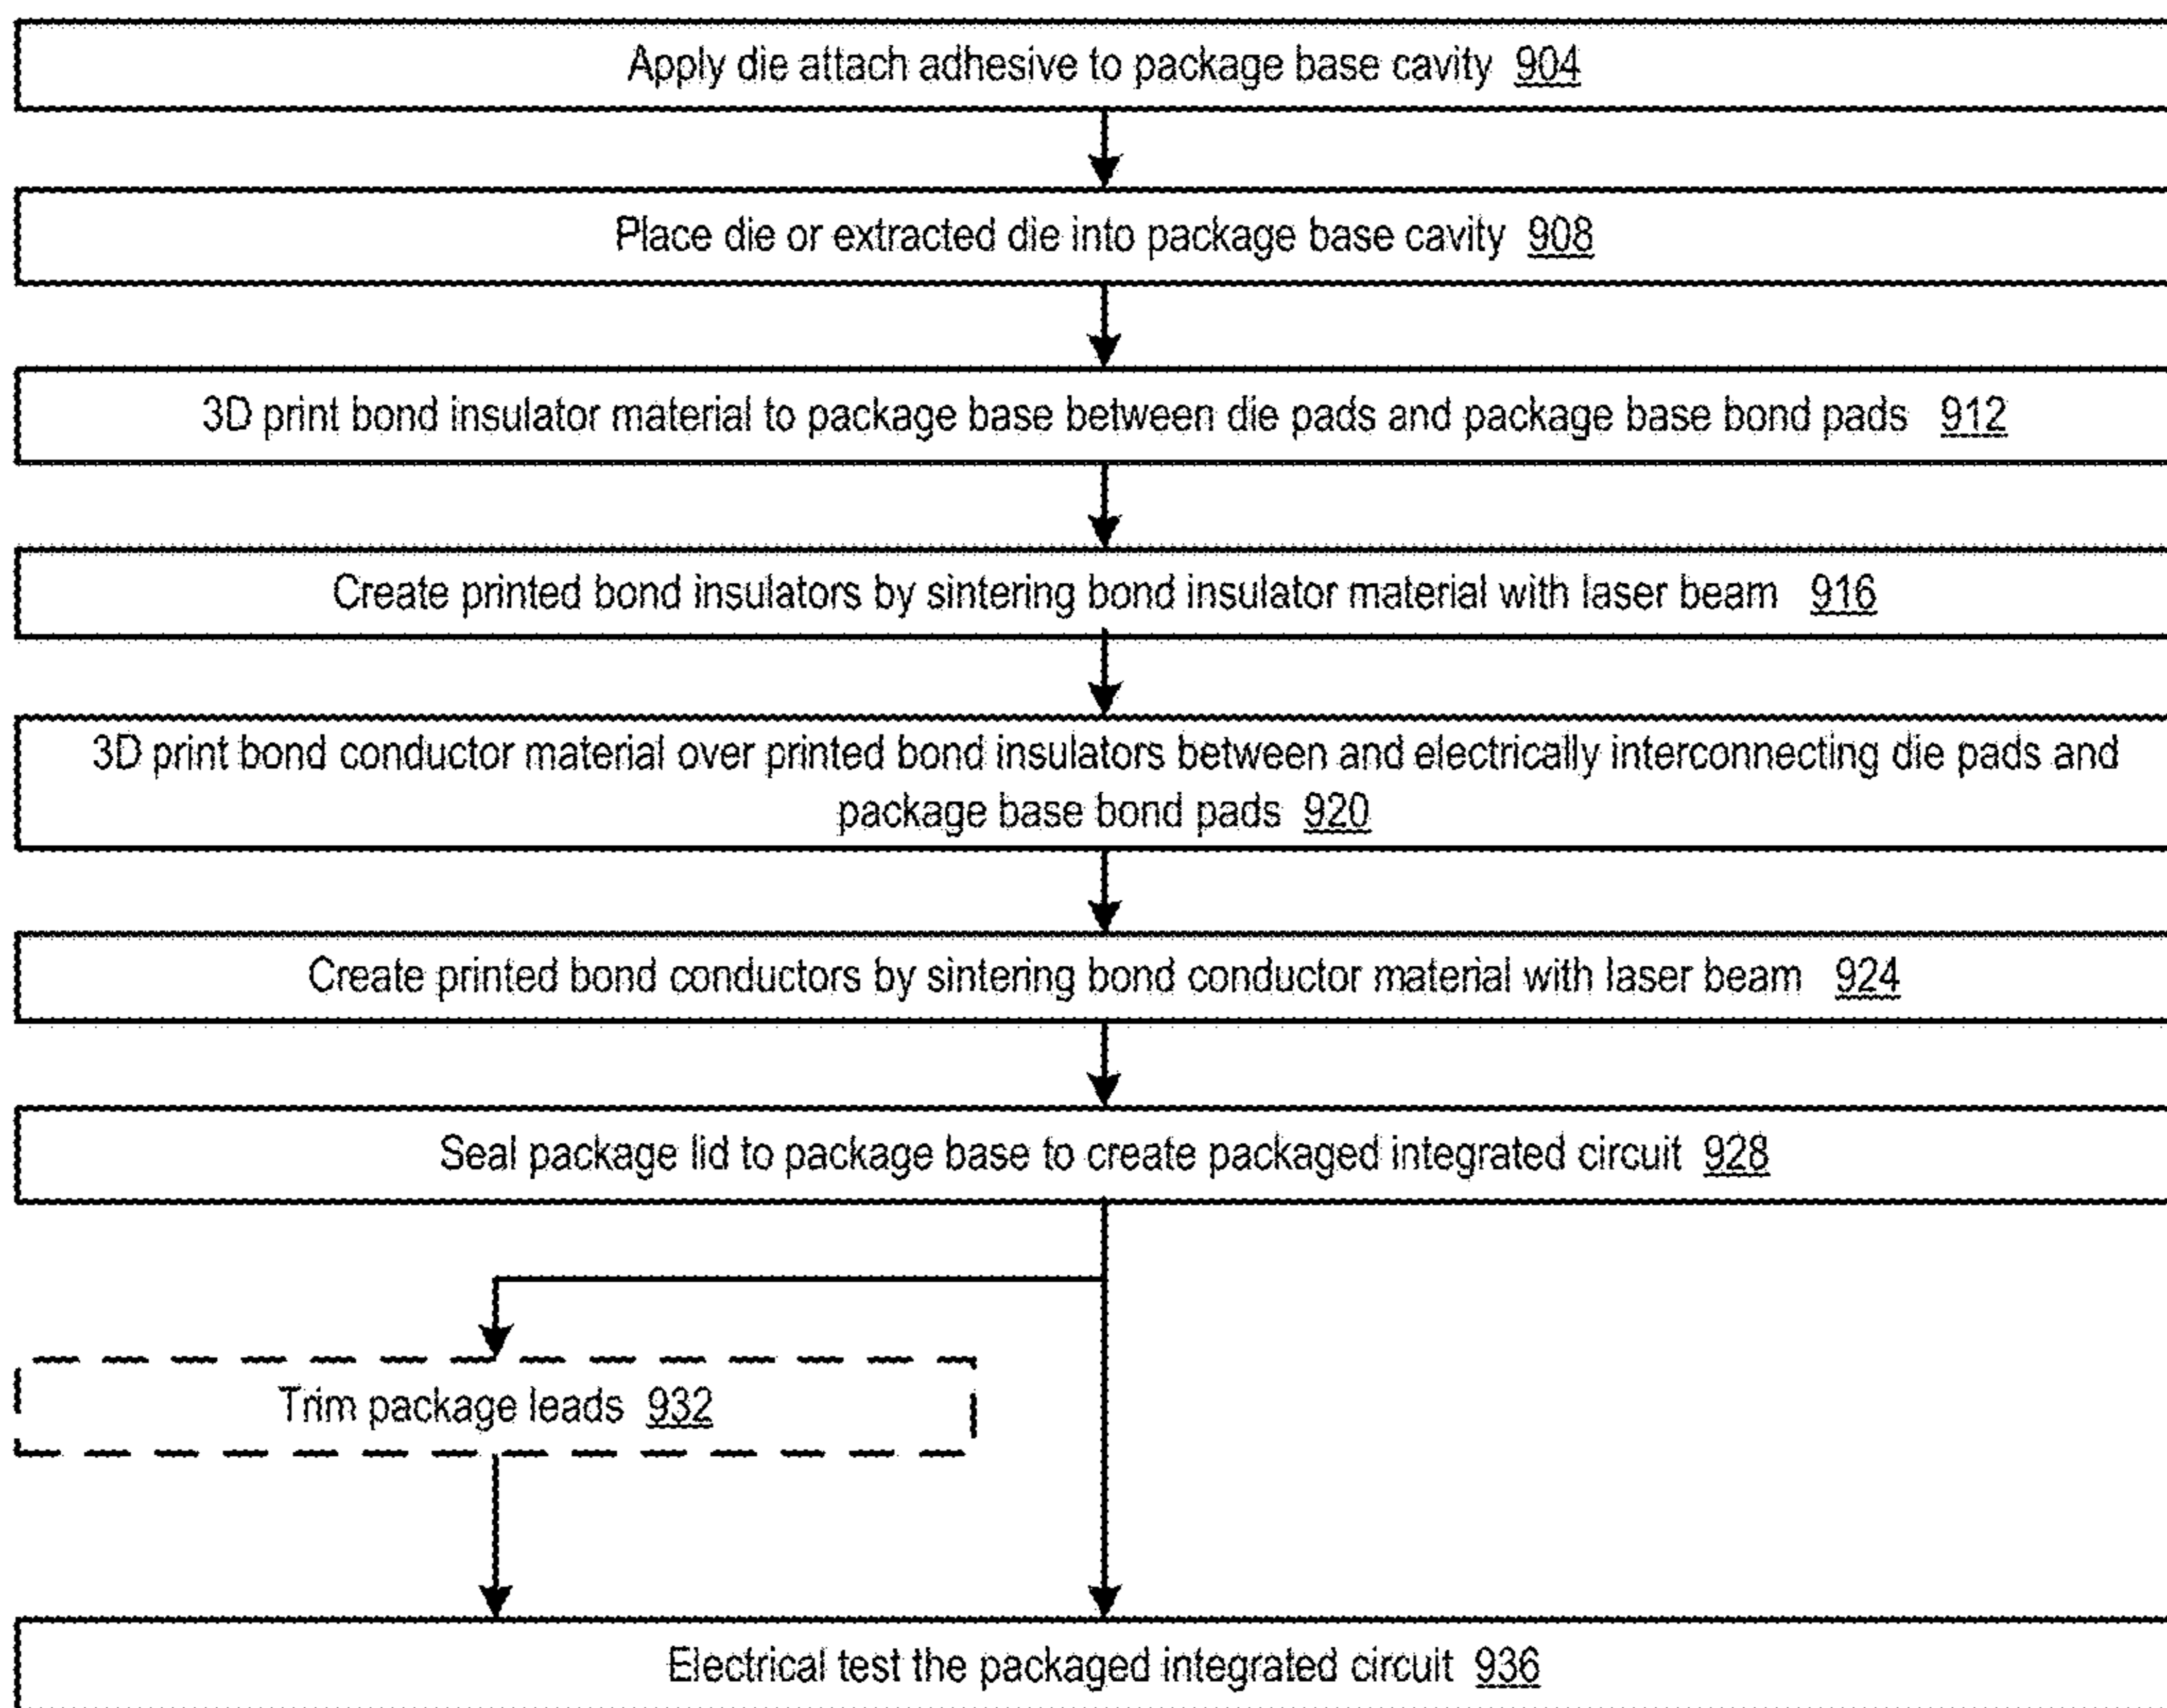 Apply die attach adhesive to package base cavity 904
Place die or extracted die into package base cavity 908
3D print bond insulator material to package base between die pads and package base bond pads 912
Create printed bond insulators by sintering bond insulator material with laser beam 916
3D print bond conductor material over printed bond insulators between and electrically interconnecting die pads and
package base bond pads 920
Create printed bond conductors by sintering bond conductor material with laser beam 924
Seal package lid to package base to create packaged integrated circuit 928
Trim package leads 932
Electrical test the packaged integrated circuit 936